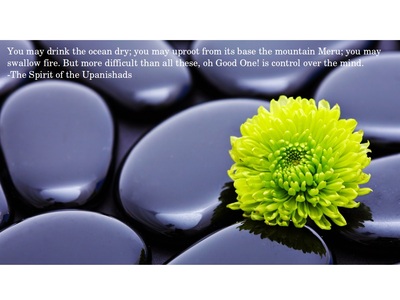 You may drink the ocean dry; you may uproot from its base the mountain Meru; you may
swallow fire. But more difficult than all these, oh Good One! is control over the mind.
-The Spirit of the Upanishads